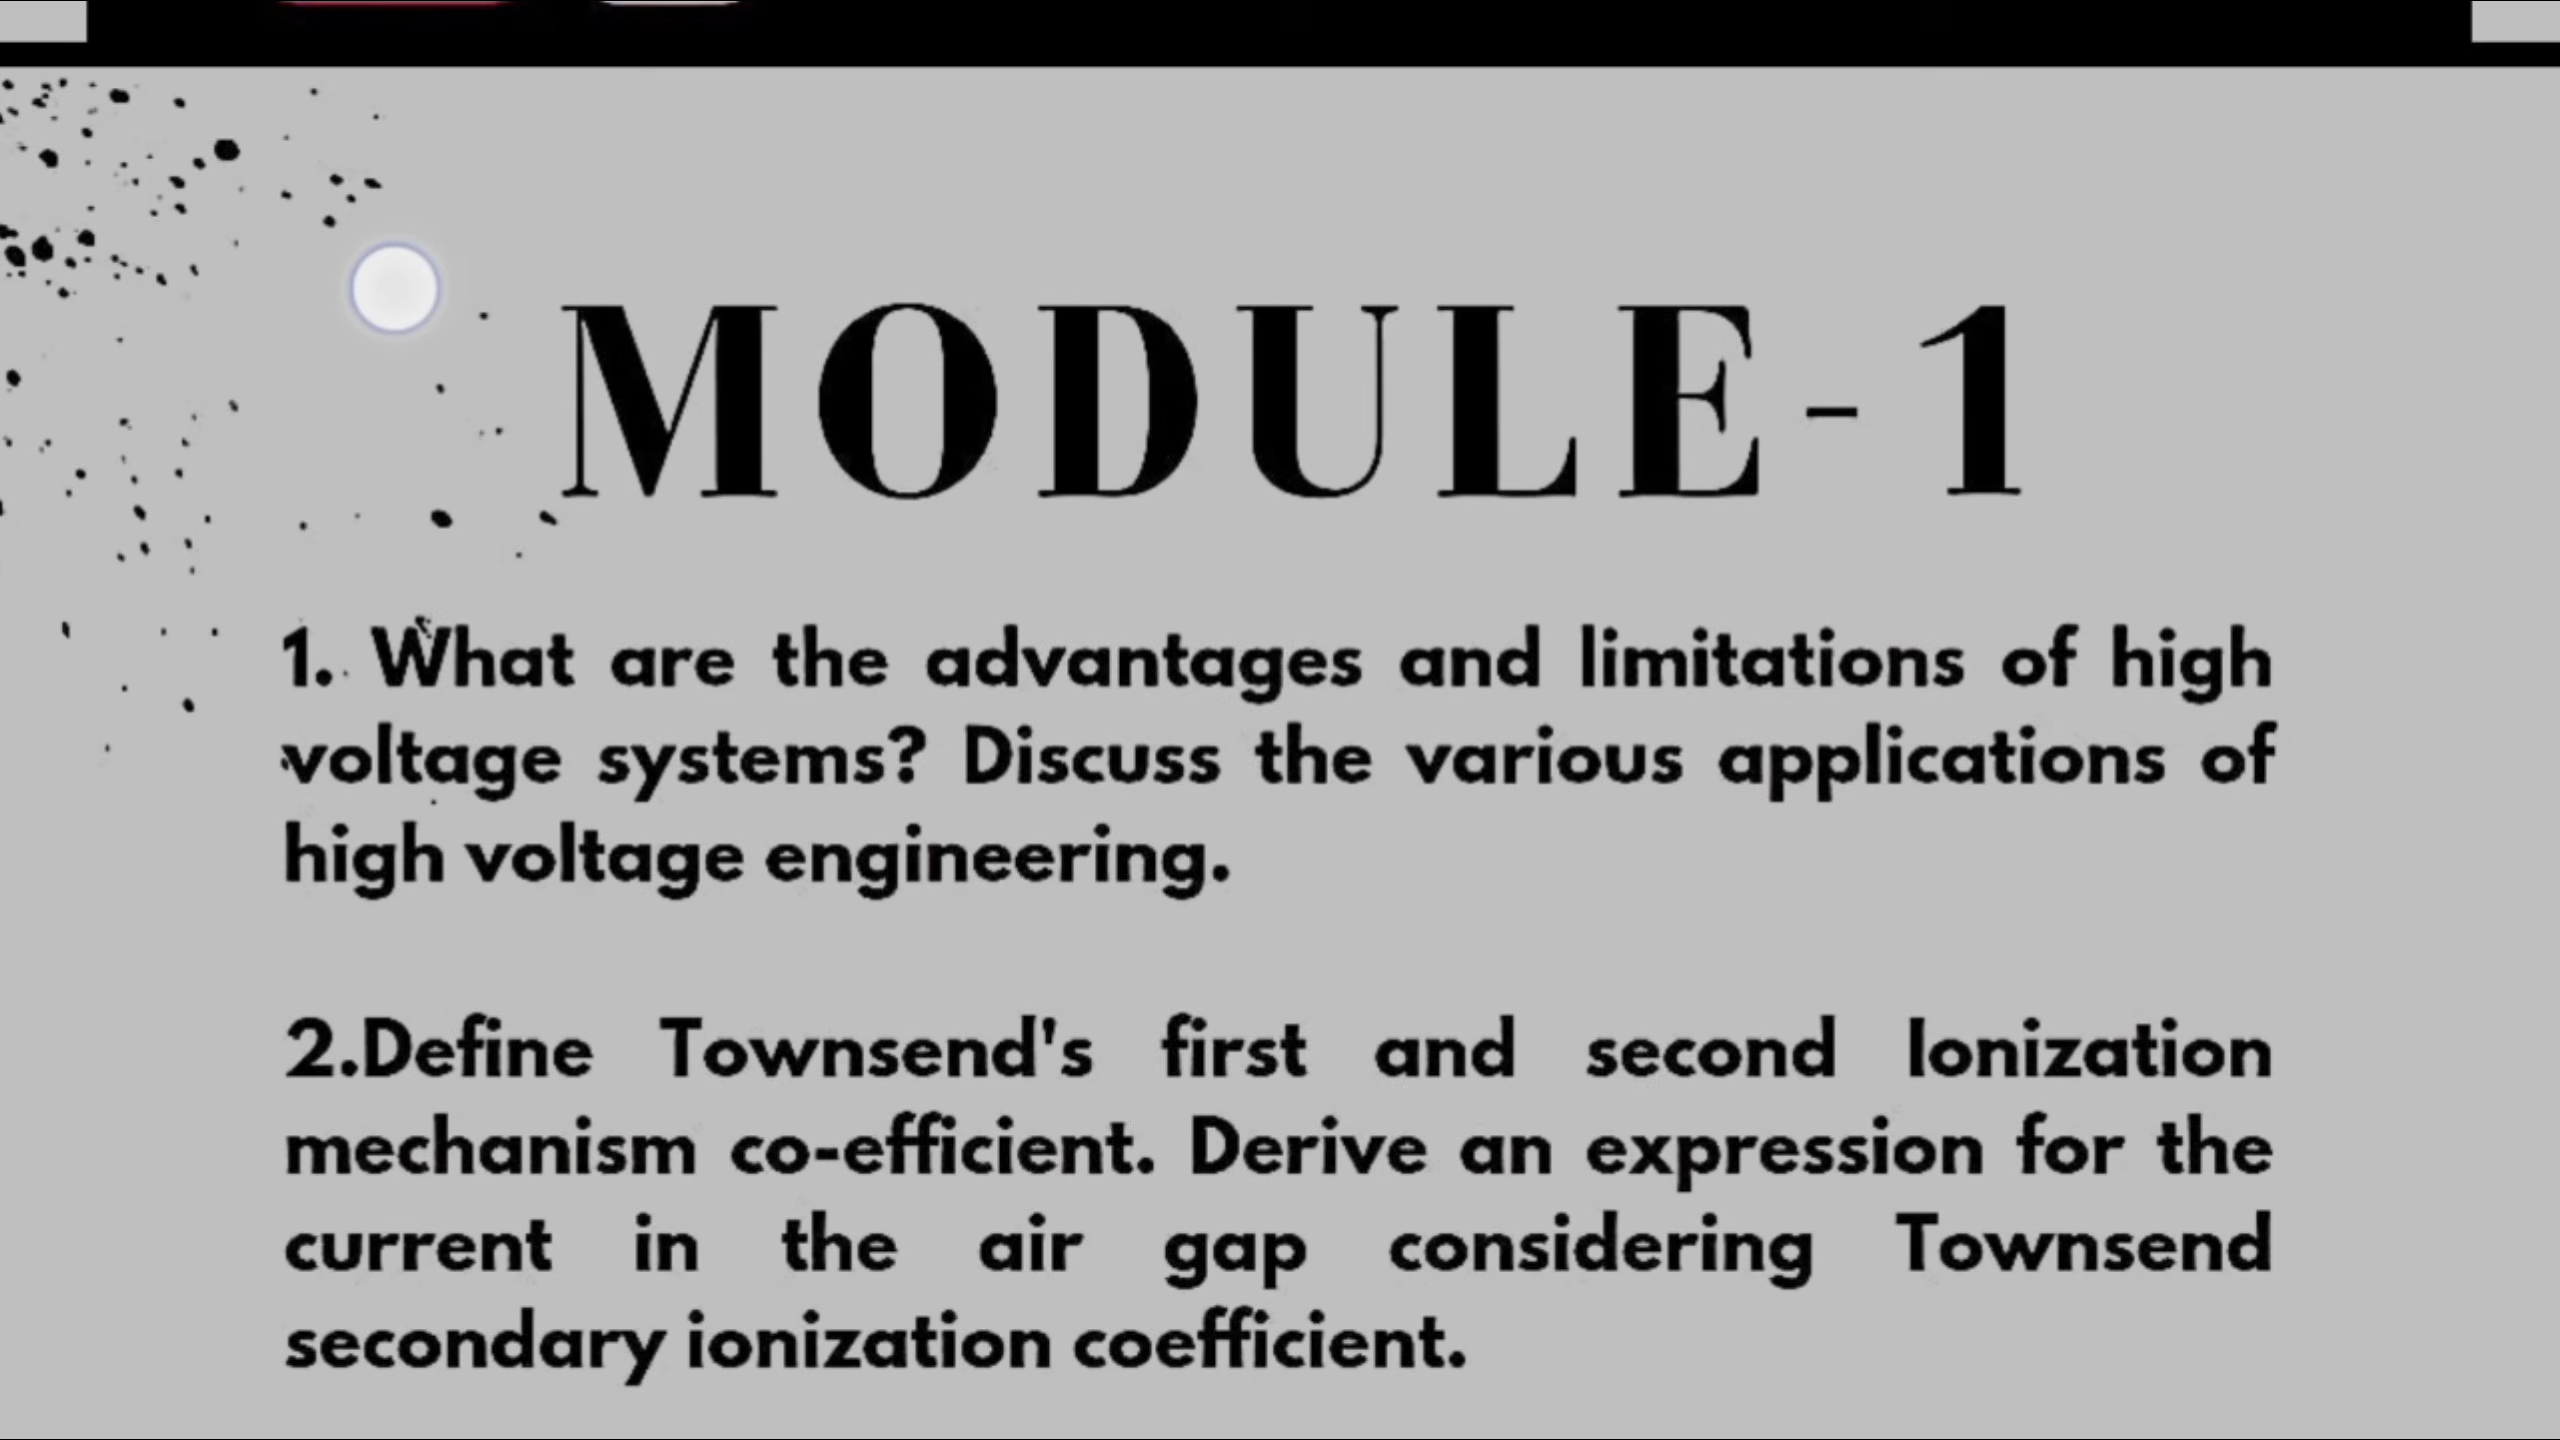 MODULE-1
1. What are the advantages and limitations of high
voltage systems? Discuss the various applications of
high voltage engineering.
2.Define Townsend's first and second Ionization
mechanism co-efficient. Derive an expression for the
current in the air gap considering Townsend
secondary ionization coefficient.